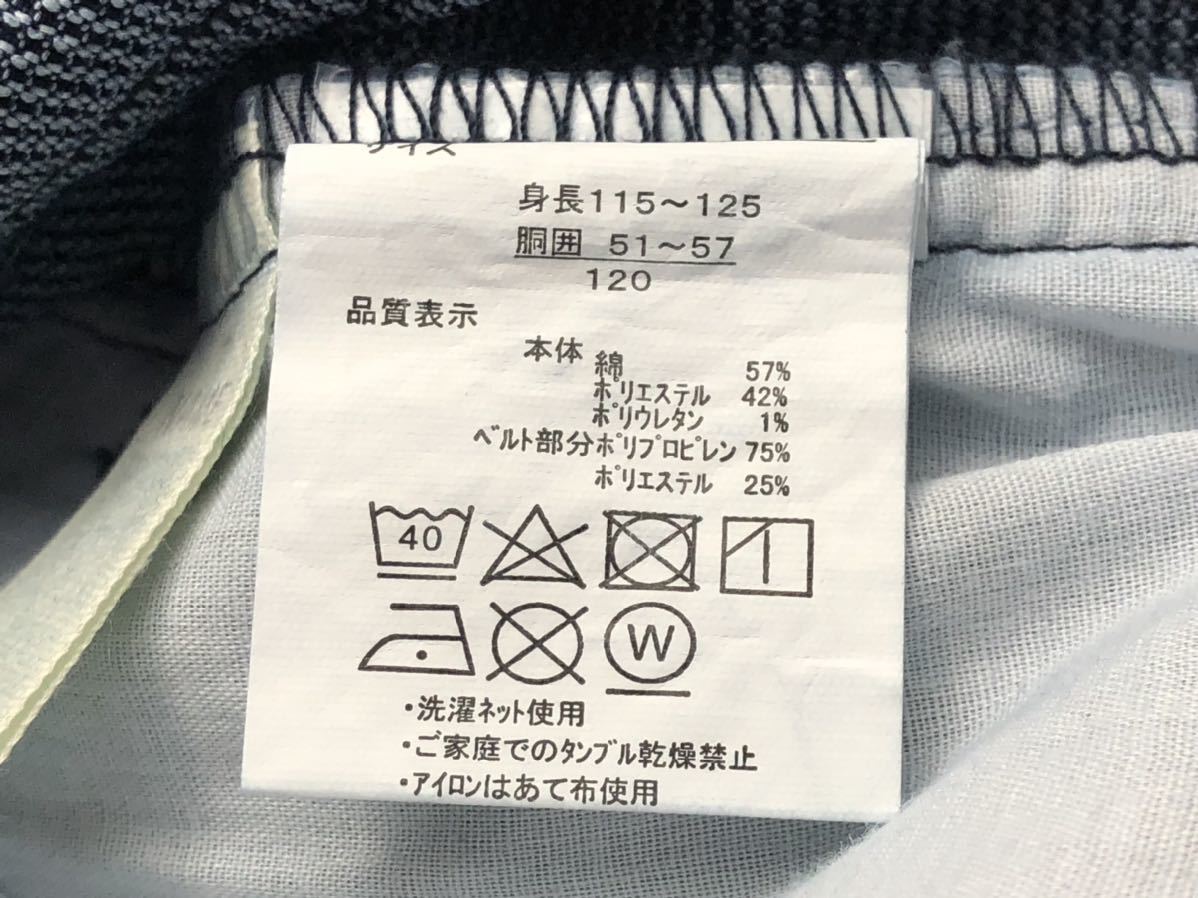 サイズ
身長115～125
胴囲 51～57
120
品質表示
本体 綿 57%
ポリエステル 42%
ポリウレタン 1%
ベルト部分ポリプロピレン 75%
ポリエステル 25%
40
W
・洗濯ネット使用
・ご家庭でのタンブル乾燥禁止
・アイロンはあて布使用